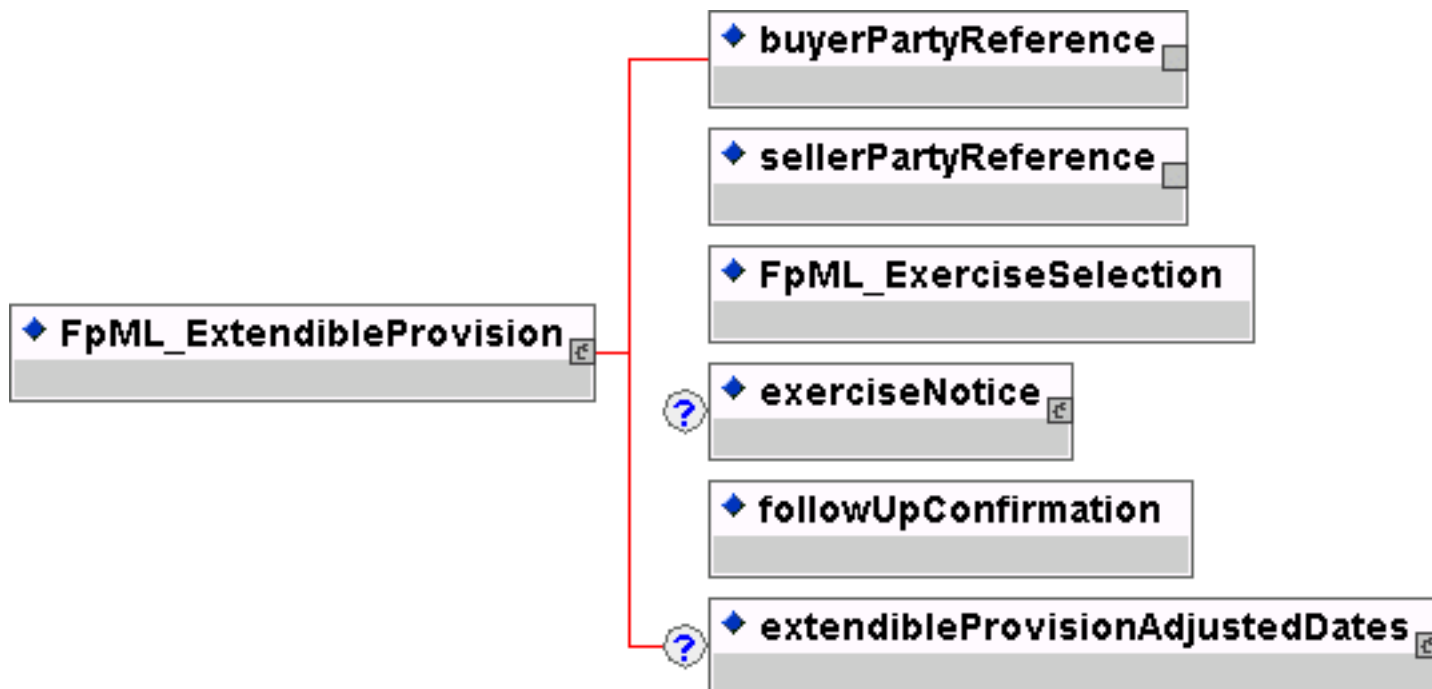 buyerPartyReference
sellerPartyReference
FpML_ExerciseSelection
FpML_ExtendibleProvision
? exerciseNotice
followUpConfirmation
? extendibleProvisionAdjustedDates